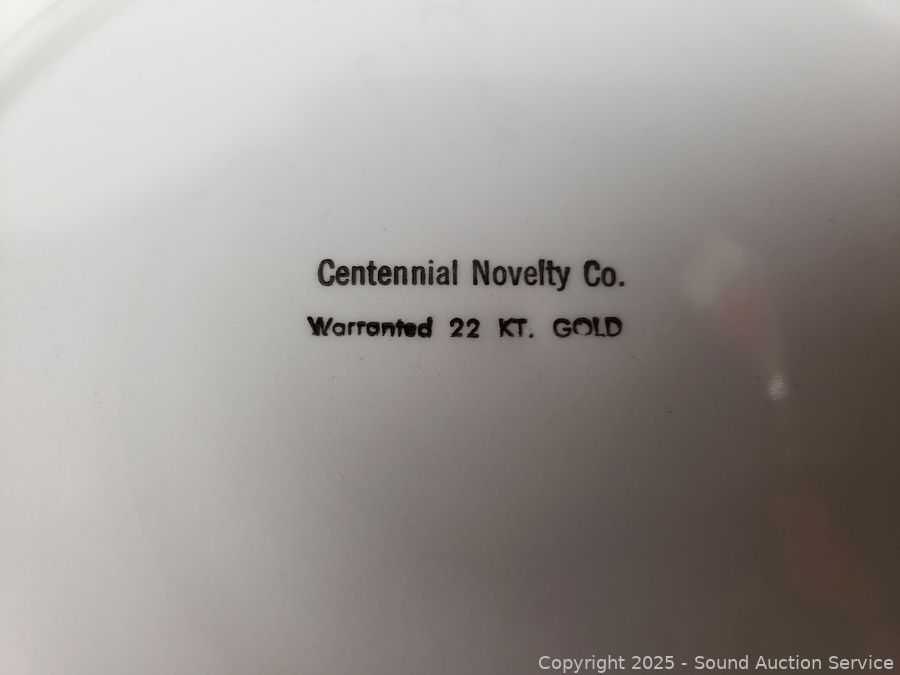 Centennial Novelty Co.
Warranted 22 KT. GOLD
Copyright 2025 - Sound Auction Service